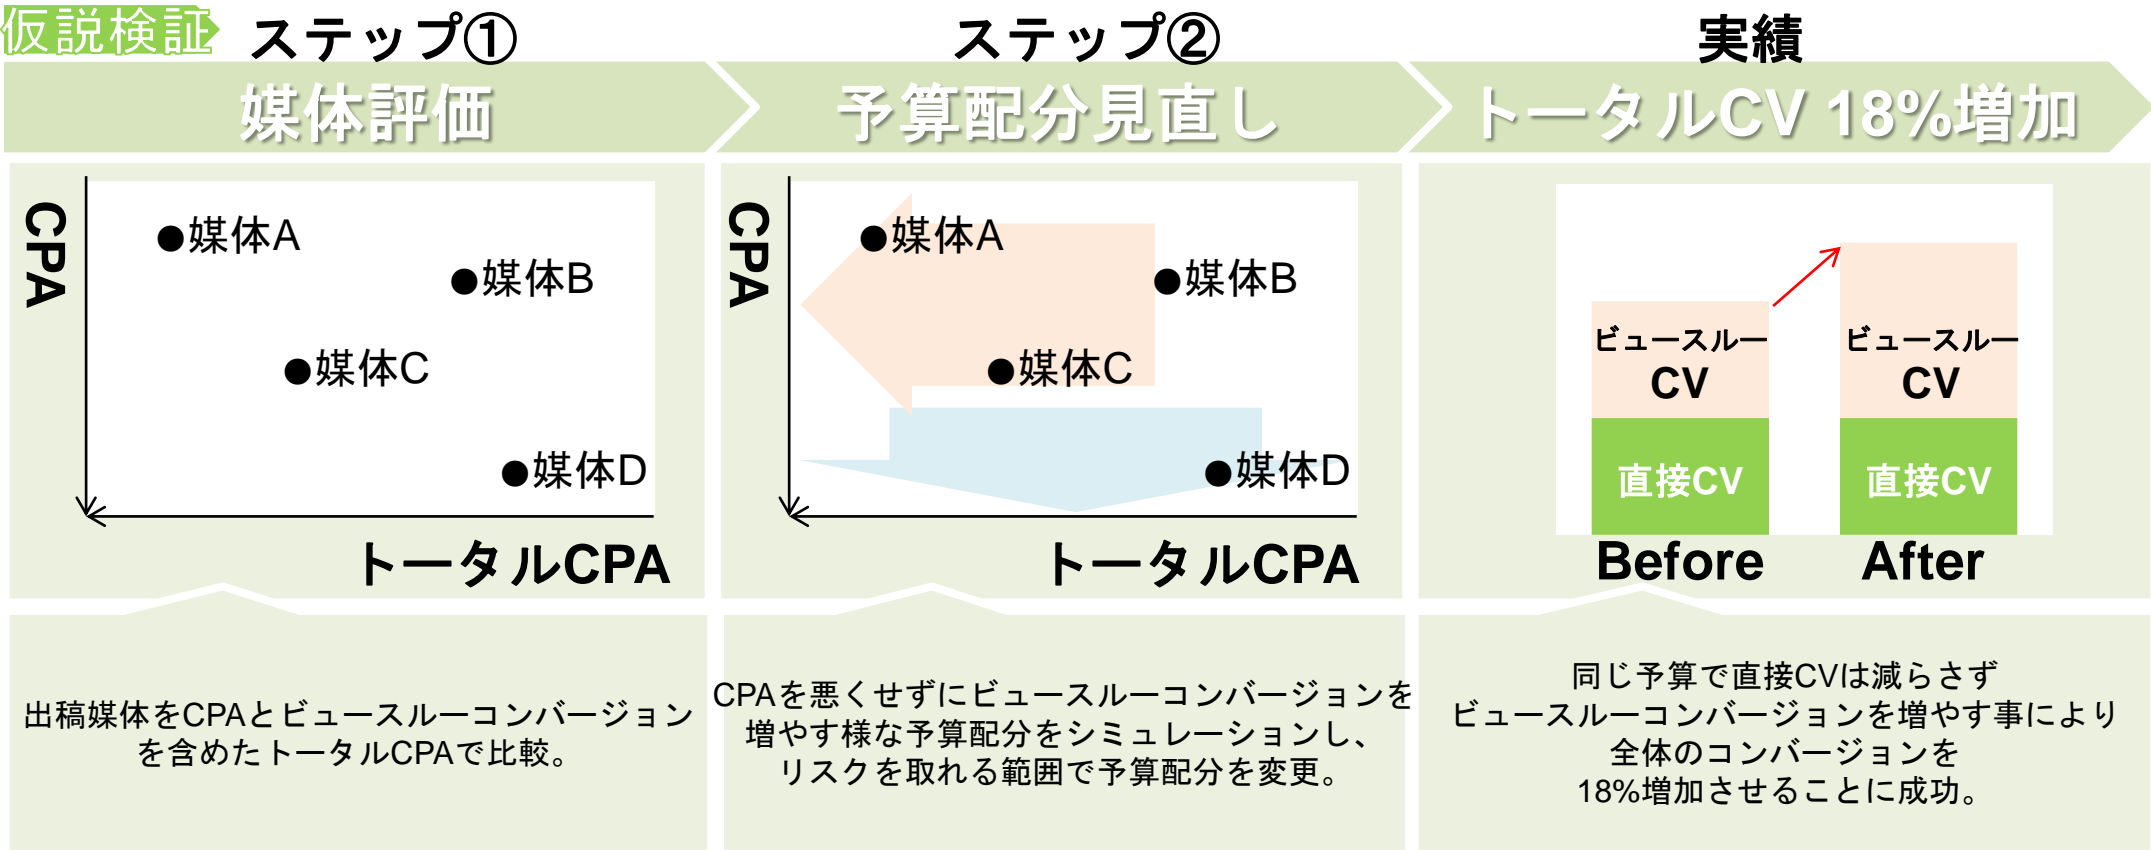 仮説検証
ステップ①
媒体評価
CPA
●媒体A
●媒体B
●媒体C
●媒体D
トータルCPA
出稿媒体をCPAとビュースルーコンバージョン
を含めたトータルCPAで比較。
ステップ②
予算配分見直し
CPA
●媒体A
●媒体B
●媒体C
●媒体D
トータルCPA
CPAを悪くせずにビュースルーコンバージョンを
増やす様な予算配分をシミュレーションし、
リスクを取れる範囲で予算配分を変更。
実績
トータルCV 18%増加
ビュースルー
CV
直接CV
Before
ビュースルー
CV
直接CV
After
同じ予算で直接CVは減らさず
ビュースルーコンバージョンを増やす事により
全体のコンバージョンを
18%増加させることに成功。